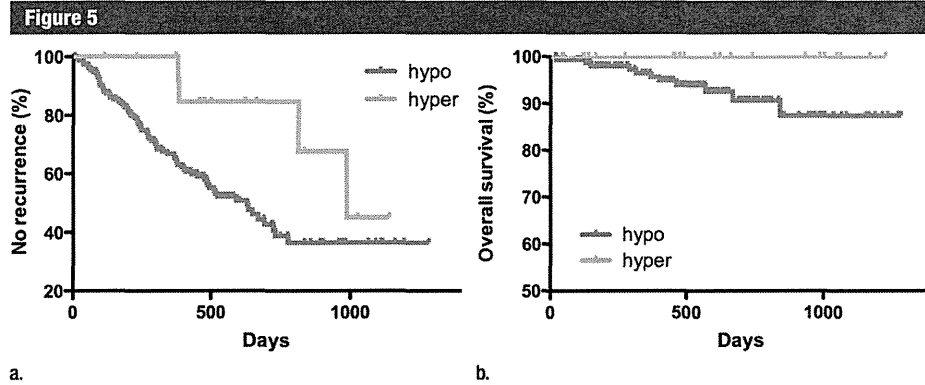 Figure 5
No recurrence (%)
100
80
60
40
20
0
500
1000
Days
hypo
hyper
a.
Overall survival (%)
100
90
80
70
60
50
0
500
1000
Days
hypo
hyper
b.